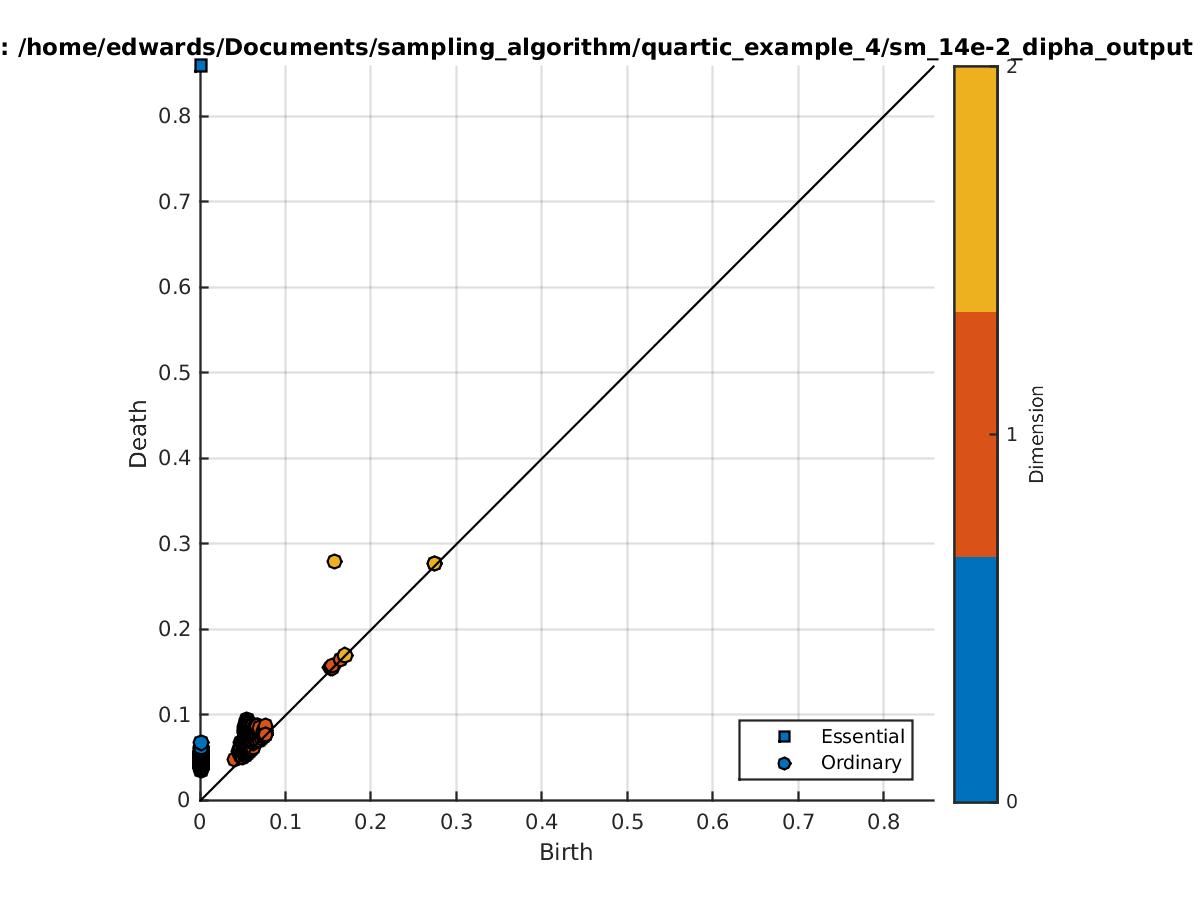 : /home/edwards/Documents/sampling_algorithm/quartic_example_4/sm_14e-2_dipha_output
2
0.8
0.7
0.6
0.5
0.4
0.3
0.2
0.1
0
Death
1
Dimension
0
Essential
Ordinary
0 0.1 0.2 0.3 0.4 0.5 0.6 0.7 0.8
Birth